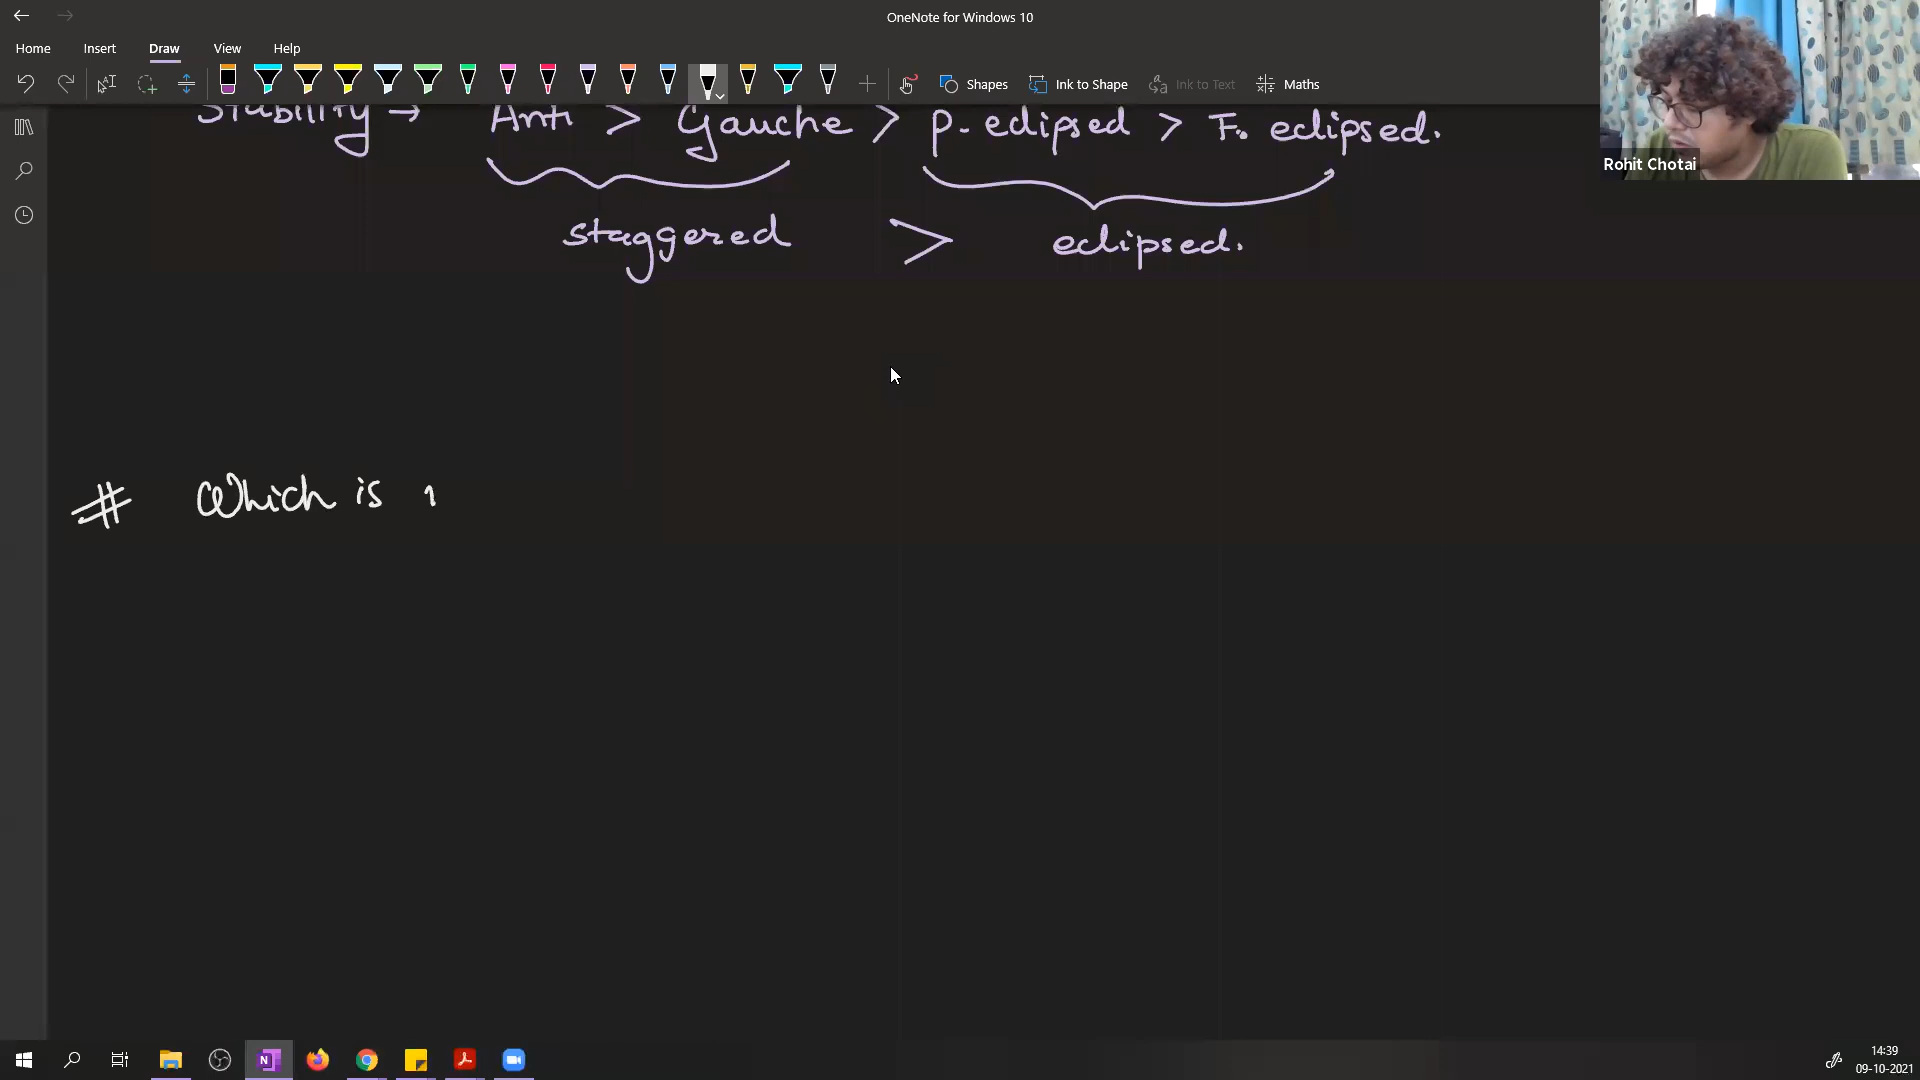 OneNote for Windows 10
Home Insert Draw View Help
Shapes Ink to Shape Ink to Text Maths
Rohit Chotai
Stability → Anti > Gauche > P. eclipsed > F. eclipsed.
staggered > eclipsed.
# Which is
14:39
09-10-2021